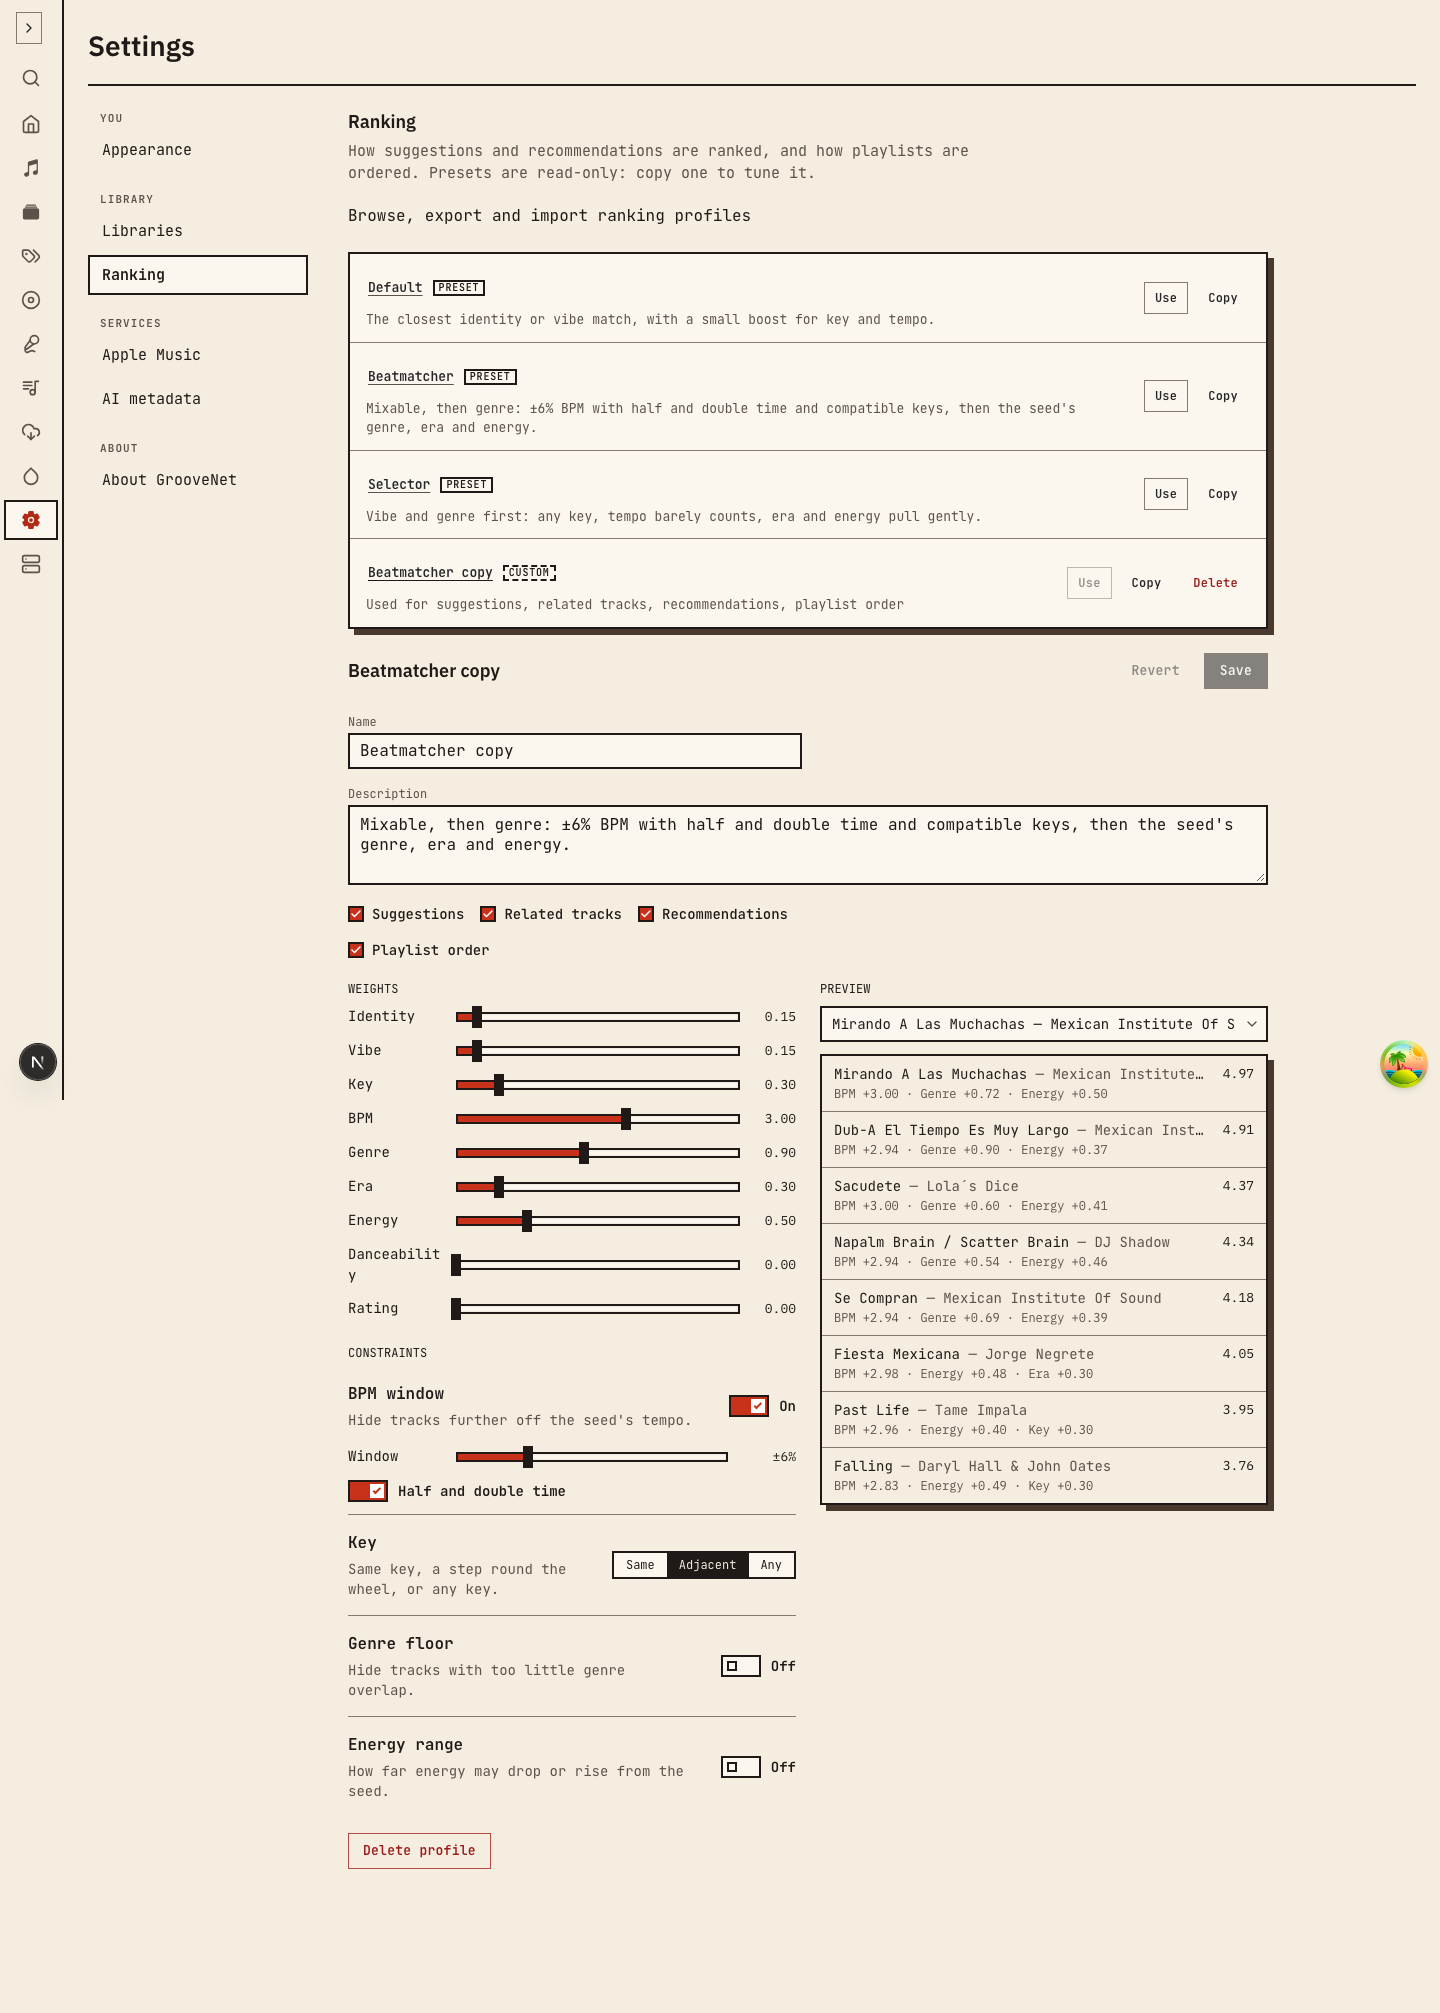 Settings
YOU
Appearance
LIBRARY
Libraries
Ranking
SERVICES
Apple Music
AI metadata
ABOUT
About GrooveNet
Ranking
How suggestions and recommendations are ranked, and how playlists are
ordered. Presets are read-only: copy one to tune it.
Browse, export and import ranking profiles
Default PRESET
The closest identity or vibe match, with a small boost for key and tempo.
Use Copy
Beatmatcher PRESET
Mixable, then genre: ±6% BPM with half and double time and compatible keys, then the seed's
genre, era and energy.
Use Copy
Selector PRESET
Vibe and genre first: any key, tempo barely counts, era and energy pull gently.
Use Copy
Beatmatcher copy CUSTOM
Used for suggestions, related tracks, recommendations, playlist order
Use Copy Delete
Beatmatcher copy
Revert Save
Name
Beatmatcher copy
Description
Mixable, then genre: ±6% BPM with half and double time and compatible keys, then the seed's
genre, era and energy.
Suggestions Related tracks Recommendations
Playlist order
WEIGHTS
Identity 0.15
Vibe 0.15
Key 0.30
BPM 3.00
Genre 0.90
Era 0.30
Energy 0.50
Danceabilit
y 0.00
Rating 0.00
CONSTRAINTS
BPM window
Hide tracks further off the seed's tempo.
On
Window ±6%
Half and double time
Key
Same key, a step round the
wheel, or any key.
Same Adjacent Any
Genre floor
Hide tracks with too little genre
overlap.
Off
Energy range
How far energy may drop or rise from the
seed.
Off
Delete profile
PREVIEW
Mirando A Las Muchachas — Mexican Institute Of S
Mirando A Las Muchachas — Mexican Institute… 4.97
BPM +3.00 · Genre +0.72 · Energy +0.50
Dub-A El Tiempo Es Muy Largo — Mexican Inst… 4.91
BPM +2.94 · Genre +0.90 · Energy +0.37
Sacudete — Lola´s Dice 4.37
BPM +3.00 · Genre +0.60 · Energy +0.41
Napalm Brain / Scatter Brain — DJ Shadow 4.34
BPM +2.94 · Genre +0.54 · Energy +0.46
Se Compran — Mexican Institute Of Sound 4.18
BPM +2.94 · Genre +0.69 · Energy +0.39
Fiesta Mexicana — Jorge Negrete 4.05
BPM +2.98 · Energy +0.48 · Era +0.30
Past Life — Tame Impala 3.95
BPM +2.96 · Energy +0.40 · Key +0.30
Falling — Daryl Hall & John Oates 3.76
BPM +2.83 · Energy +0.49 · Key +0.30
N